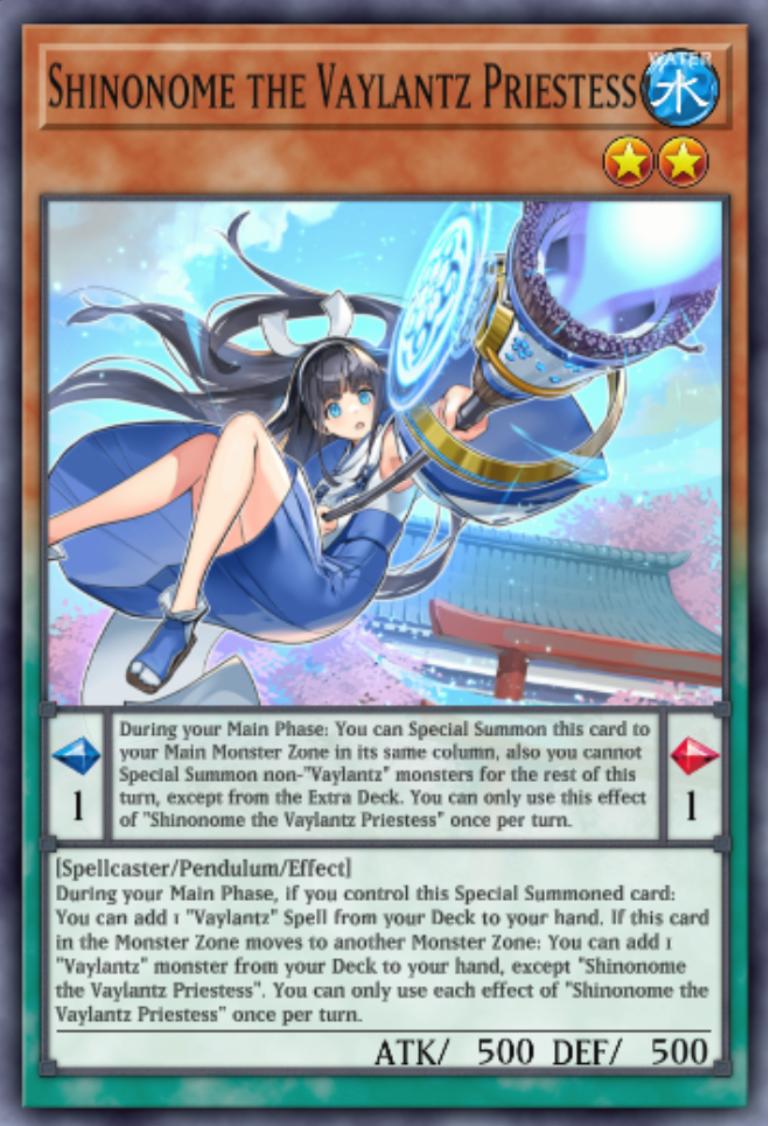 Shinonome the Vaylantz Priestess
WATER
水
During your Main Phase: You can Special Summon this card to
your Main Monster Zone in its same column, also you cannot
Special Summon non-"Vaylantz" monsters for the rest of this
turn, except from the Extra Deck. You can only use this effect
of "Shinonome the Vaylantz Priestess" once per turn.
1
1
[Spellcaster/Pendulum/Effect]
During your Main Phase, if you control this Special Summoned card:
You can add 1 "Vaylantz" Spell from your Deck to your hand. If this card
in the Monster Zone moves to another Monster Zone: You can add 1
"Vaylantz" monster from your Deck to your hand, except "Shinonome
the Vaylantz Priestess". You can only use each effect of "Shinonome the
Vaylantz Priestess" once per turn.
ATK/ 500 DEF/ 500